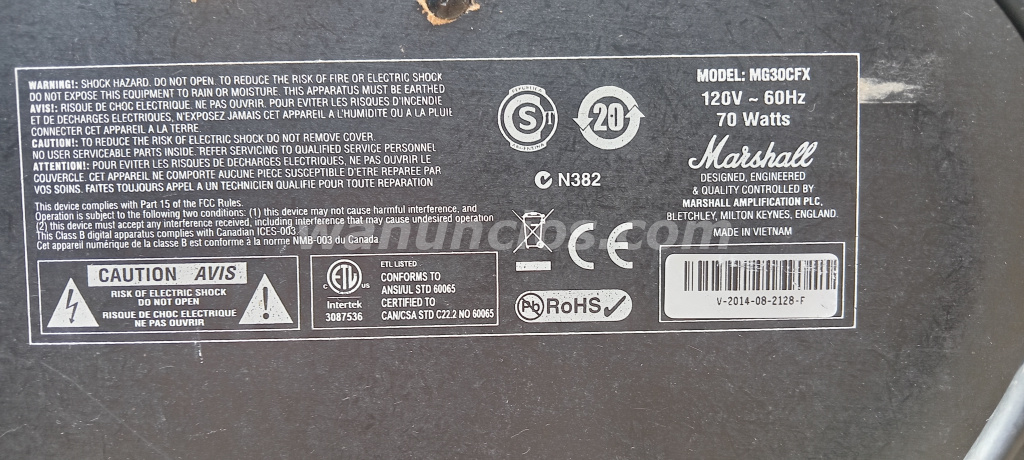 WARNING!: SHOCK HAZARD. DO NOT OPEN. TO REDUCE THE RISK OF FIRE OR ELECTRIC SHOCK
DO NOT EXPOSE THIS EQUIPMENT TO RAIN OR MOISTURE. THIS APPARATUS MUST BE EARTHED
AVIS!: RISQUE DE CHOC ELECTRIQUE. NE PAS OUVRIR. POUR EVITER LES RISQUES D'INCENDIE
ET DE DECHARGES ELECTRIQUES, N'EXPOSEZ JAMAIS CET APPAREIL A L'HUMIDITE OU A LA PLUIE
CONNECTER CET APPAREIL A LA TERRE.
CAUTION!: TO REDUCE THE RISK OF ELECTRIC SHOCK DO NOT REMOVE COVER.
NO USER SERVICEABLE PARTS INSIDE. REFER SERVICING TO QUALIFIED SERVICE PERSONNEL
ATTENTION!: POUR EVITER LES RISQUES DE DECHARGES ELECTRIQUES, NE PAS RETIRER LE
COUVERCLE. CET APPAREIL NE COMPORTE AUCUNE PIECE SUSCEPTIBLE D'ETRE REPAREE PAR
VOS SOINS. FAITES TOUJOURS APPEL A UN TECHNICIEN QUALIFIE POUR TOUTE REPARATION
This device complies with Part 15 of the FCC Rules.
Operation is subject to the following two conditions: (1) this device may not cause harmful interference, and
(2) this device must accept any interference received, including interference that may cause undesired operation
This Class B digital apparatus complies with Canadian ICES-003
Cet appareil numérique de la classe B est conforme à la norme NMB-003 du Canada
CAUTION AVIS
RISK OF ELECTRIC SHOCK
DO NOT OPEN
RISQUE DE CHOC ELECTRIQUE
NE PAS OUVRIR
ETL
C US
Intertek
3087536
ETL LISTED
CONFORMS TO
ANSI/UL STD 60065
CERTIFIED TO
CAN/CSA STD C22.2 NO 60065
S T
ARGENTINA
20
N382
CE
Pb RoHS
MODEL: MG30CFX
120V ~ 60Hz
70 Watts
Marshall
DESIGNED, ENGINEERED
& QUALITY CONTROLLED BY
MARSHALL AMPLIFICATION PLC,
BLETCHLEY, MILTON KEYNES, ENGLAND.
MADE IN VIETNAM
V-2014-08-2128-F
wanuncios.com